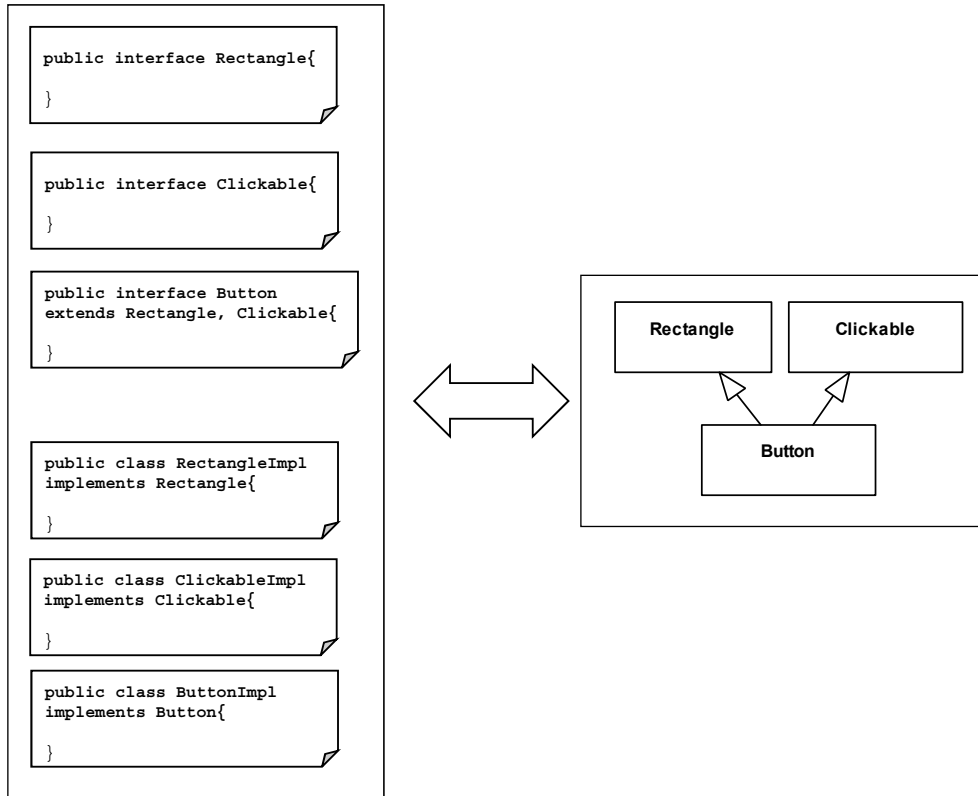 public interface Rectangle{
}
public interface Clickable{
}
public interface Button
extends Rectangle, Clickable{
}
public class RectangleImpl
implements Rectangle{
}
public class ClickableImpl
implements Clickable{
}
public class ButtonImpl
implements Button{
}
Rectangle
Clickable
Button